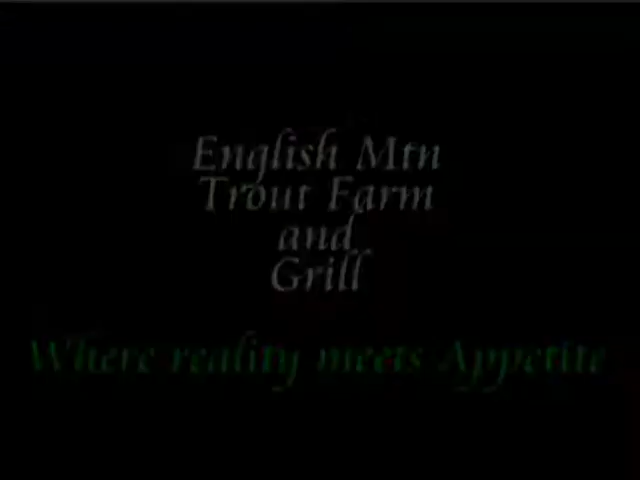 English Mtn
Trout Farm
and
Grill
Where reality meets Appetite